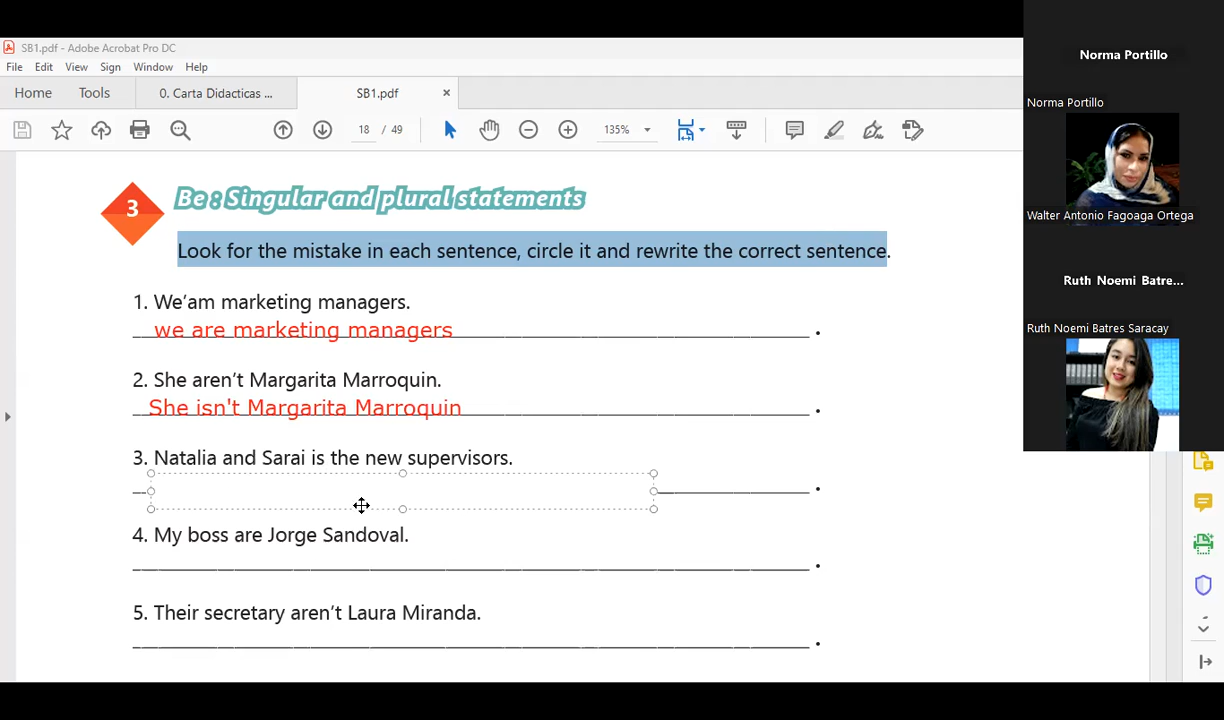 SB1.pdf - Adobe Acrobat Pro DC
File Edit View Sign Window Help
Home Tools 0. Carta Didacticas ... SB1.pdf ×
18 / 49 135%
3
Be : Singular and plural statements
Look for the mistake in each sentence, circle it and rewrite the correct sentence.
1. We'am marketing managers.
we are marketing managers
2. She aren't Margarita Marroquin.
She isn't Margarita Marroquin
3. Natalia and Sarai is the new supervisors.
4. My boss are Jorge Sandoval.
5. Their secretary aren't Laura Miranda.
Norma Portillo
Norma Portillo
Walter Antonio Fagoaga Ortega
Ruth Noemi Batre...
Ruth Noemi Batres Saracay